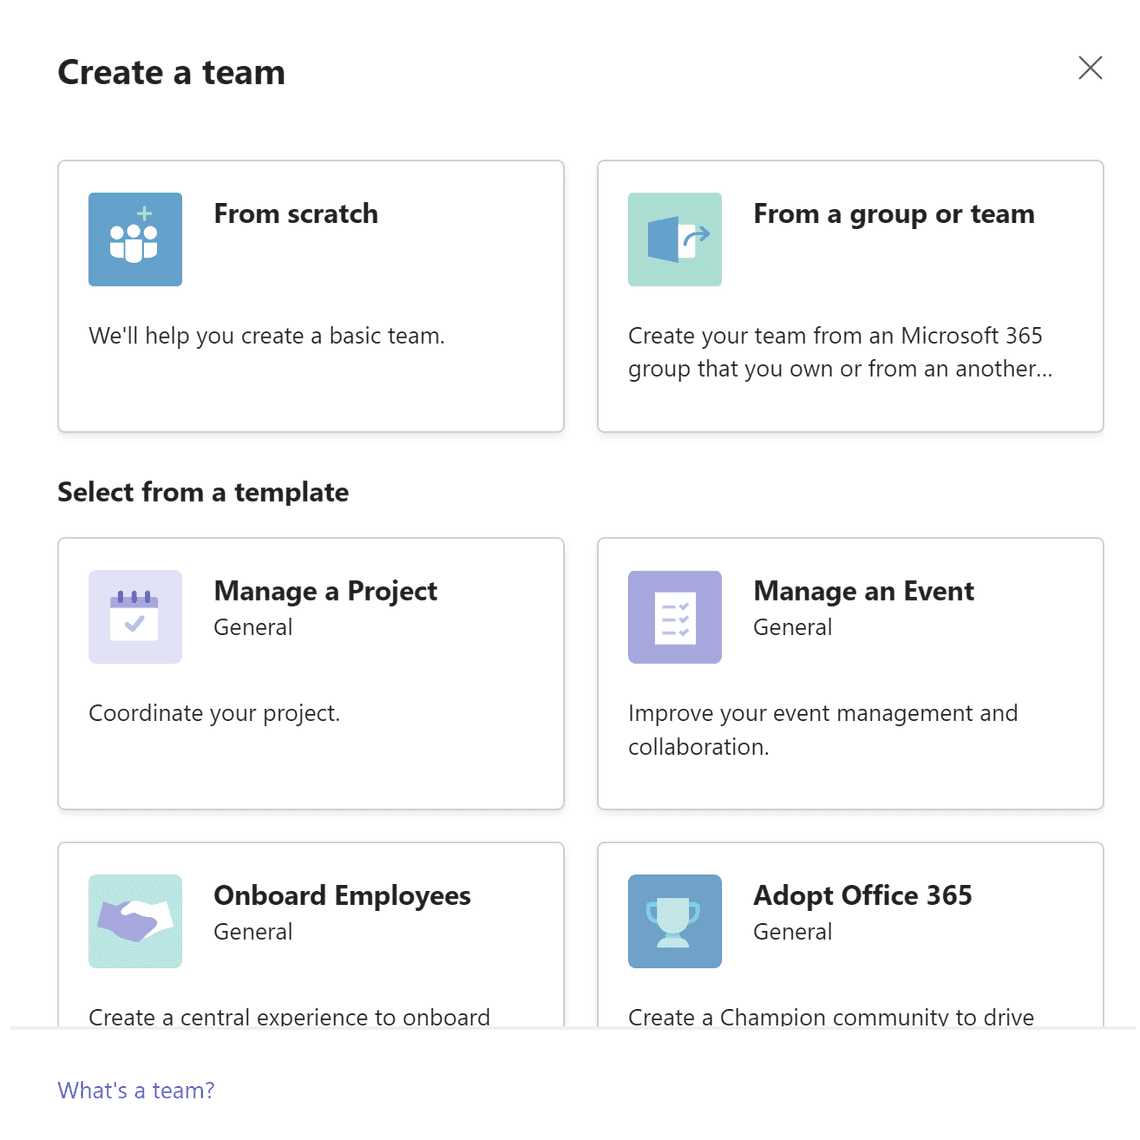 Create a team
From scratch
We'll help you create a basic team.
From a group or team
Create your team from an Microsoft 365
group that you own or from an another...
Select from a template
Manage a Project
General
Coordinate your project.
Manage an Event
General
Improve your event management and
collaboration.
Onboard Employees
General
Create a central experience to onboard
Adopt Office 365
General
Create a Champion community to drive
What's a team?